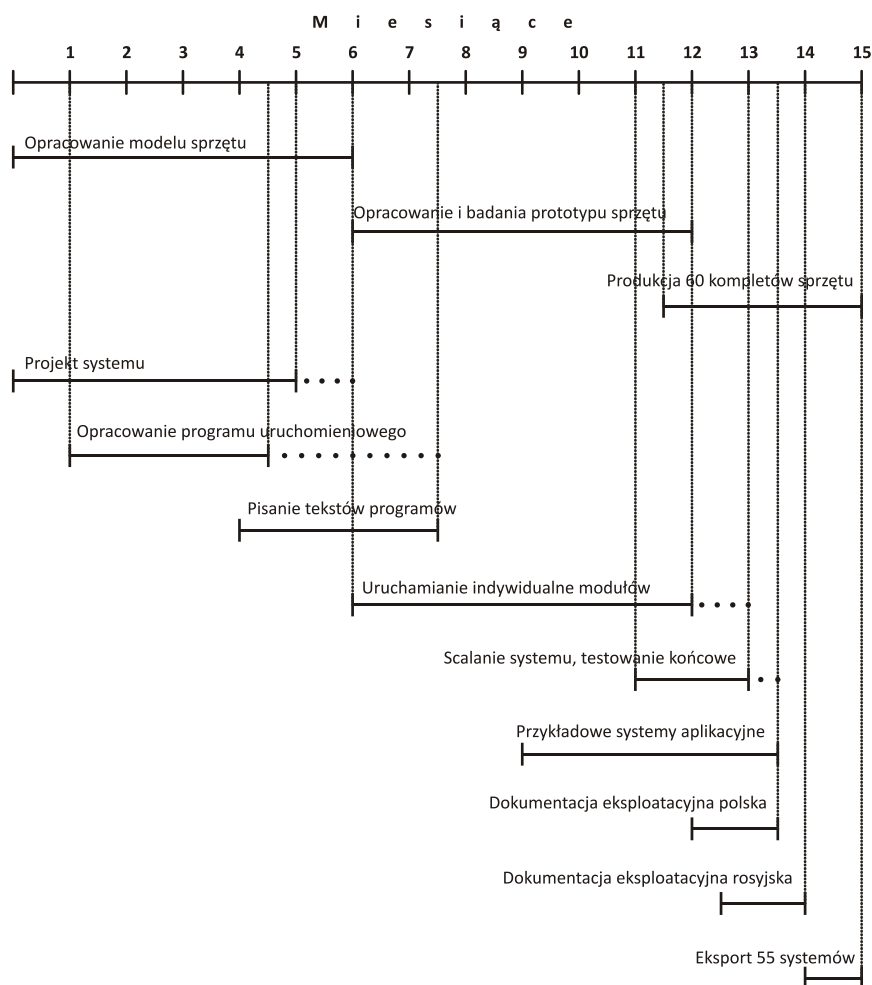 M i e s i ą c e
1 2 3 4 5 6 7 8 9 10 11 12 13 14 15
Opracowanie modelu sprzętu
Opracowanie i badania prototypu sprzętu
Produkcja 60 kompletów sprzętu
Projekt systemu
Opracowanie programu uruchomieniowego
Pisanie tekstów programów
Uruchamianie indywidualne modułów
Scalanie systemu, testowanie końcowe
Przykładowe systemy aplikacyjne
Dokumentacja eksploatacyjna polska
Dokumentacja eksploatacyjna rosyjska
Eksport 55 systemów